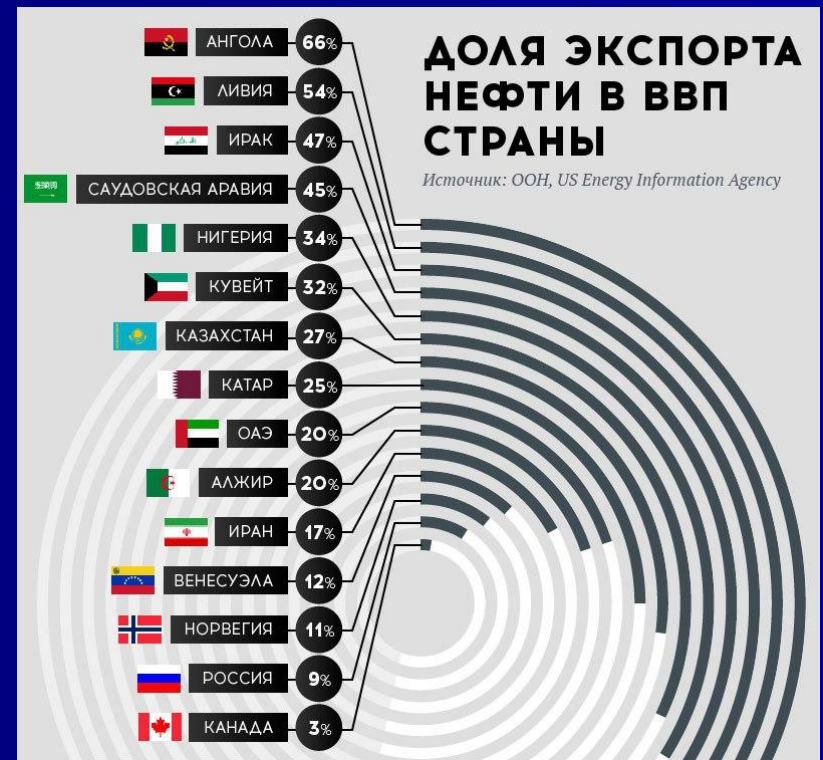 ДОЛЯ ЭКСПОРТА
НЕФТИ В ВВП
СТРАНЫ
Источник: ООН, US Energy Information Agency
АНГОЛА 66%
ЛИВИЯ 54%
ИРАК 47%
САУДОВСКАЯ АРАВИЯ 45%
НИГЕРИЯ 34%
КУВЕЙТ 32%
КАЗАХСТАН 27%
КАТАР 25%
ОАЭ 20%
АЛЖИР 20%
ИРАН 17%
ВЕНЕСУЭЛА 12%
НОРВЕГИЯ 11%
РОССИЯ 9%
КАНАДА 3%